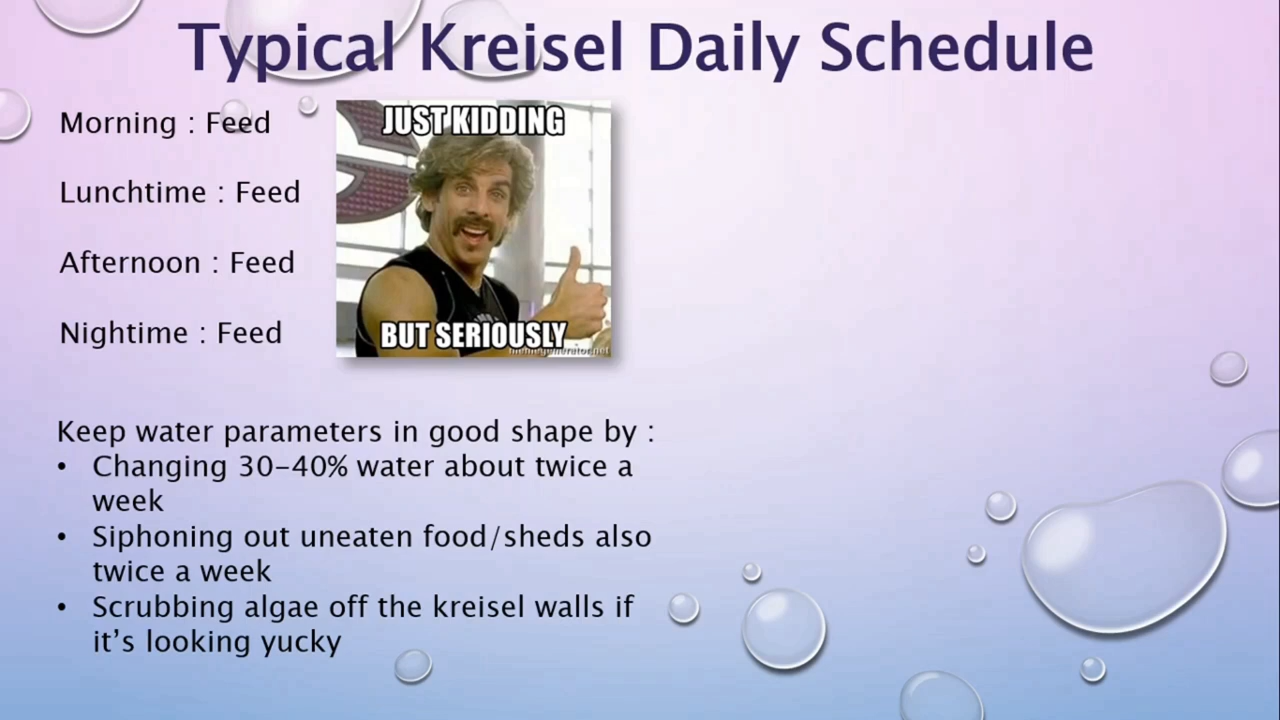 Typical Kreisel Daily Schedule
Morning : Feed
JUST KIDDING
Lunchtime : Feed
Afternoon : Feed
Nightime : Feed
BUT SERIOUSLY
memegenerator.net
Keep water parameters in good shape by :
• Changing 30–40% water about twice a
week
• Siphoning out uneaten food/sheds also
twice a week
• Scrubbing algae off the kreisel walls if
it's looking yucky